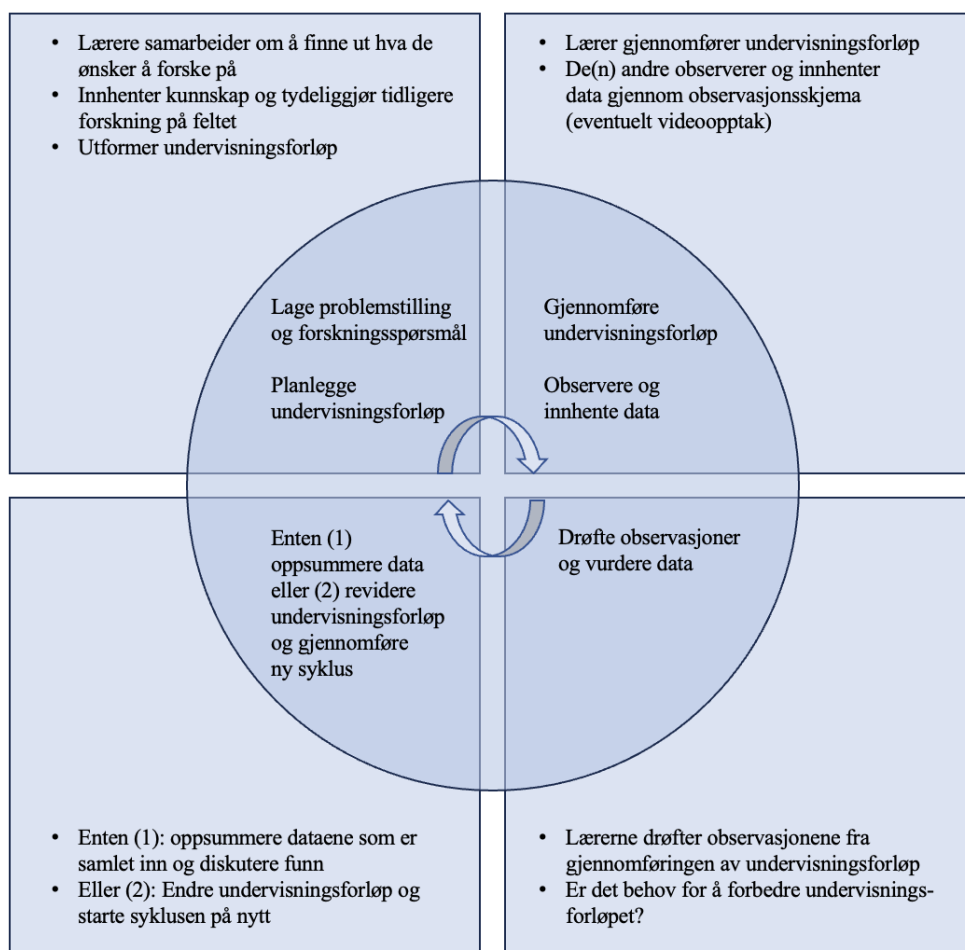 • Lærere samarbeider om å finne ut hva de
ønsker å forske på
• Innhenter kunnskap og tydeliggjør tidligere
forskning på feltet
• Utformer undervisningsforløp
• Lærer gjennomfører undervisningsforløp
• De(n) andre observerer og innhenter
data gjennom observasjonsskjema
(eventuelt videoopptak)
Lage problemstilling
og forskningsspørsmål
Planlegge
undervisningsforløp
Gjennomføre
undervisningsforløp
Observere og
innhente data
Enten (1)
oppsummere data
eller (2) revidere
undervisningsforløp
og gjennomføre
ny syklus
Drøfte observasjoner
og vurdere data
• Enten (1): oppsummere dataene som er
samlet inn og diskutere funn
• Eller (2): Endre undervisningsforløp og
starte syklusen på nytt
• Lærerne drøfter observasjonene fra
gjennomføringen av undervisningsforløp
• Er det behov for å forbedre undervisnings-
forløpet?